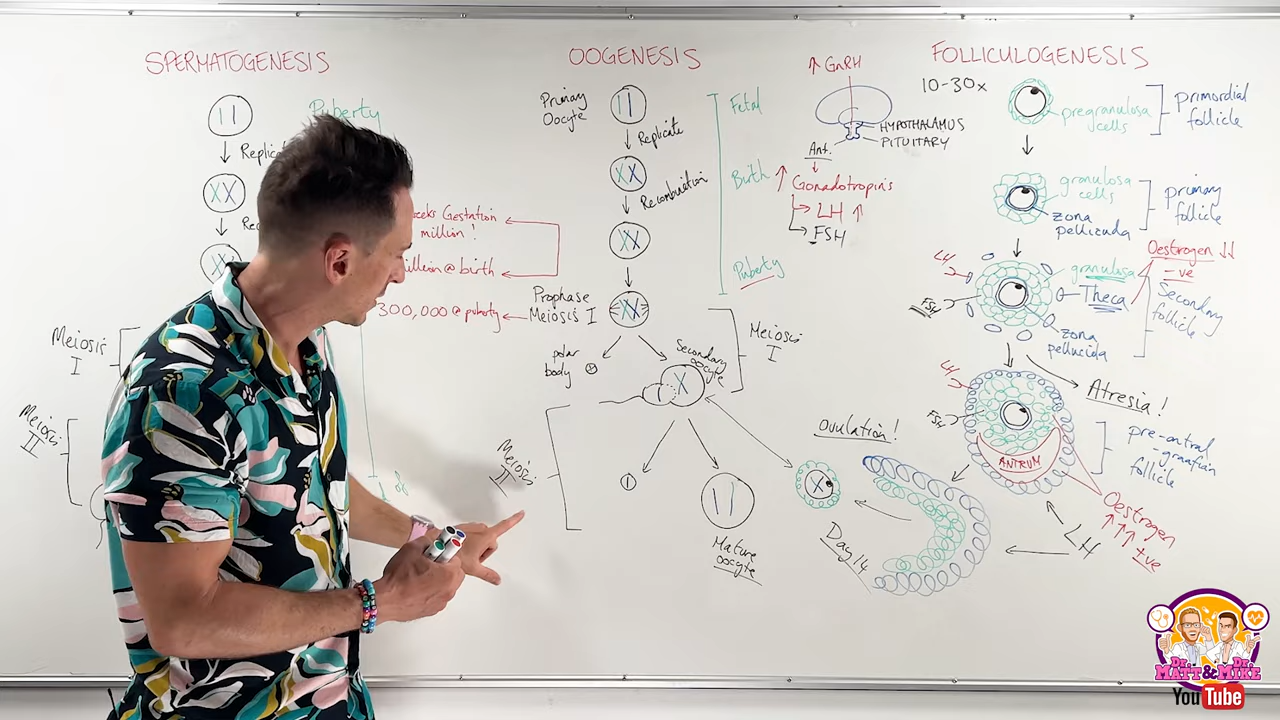 SPERMATOGENESIS
Puberty
Meiosis
I
Meiosis
II
Weeks Gestation
million!
million @ birth
300,000 @ puberty
OOGENESIS
Primary
Oocyte
Replicate
Recombination
Prophase
Meiosis I
polar
body
Secondary
oocyte
Meiosis
I
Meiosis
II
Mature
oocyte
Fetal
Birth
Puberty
↑ GnRH
HYPOTHALAMUS
PITUITARY
Ant.
↑ Gonadotropins
LH ↑
FSH
FOLLICULOGENESIS
10-30x
pregranulosa
cells
primordial
follicle
granulosa
cells
zona
pellucida
primary
follicle
Oestrogen ↓↓
-ve
LH
FSH
granulosa
Theca
zona
pellucida
Secondary
follicle
Atresia!
LH
FSH
ANTRUM
pre-antral
-graafian
follicle
Oestrogen
↑↑↑ +ve
LH
Ovulation!
Day 14
Dr. MATT & Dr. MIKE
YouTube